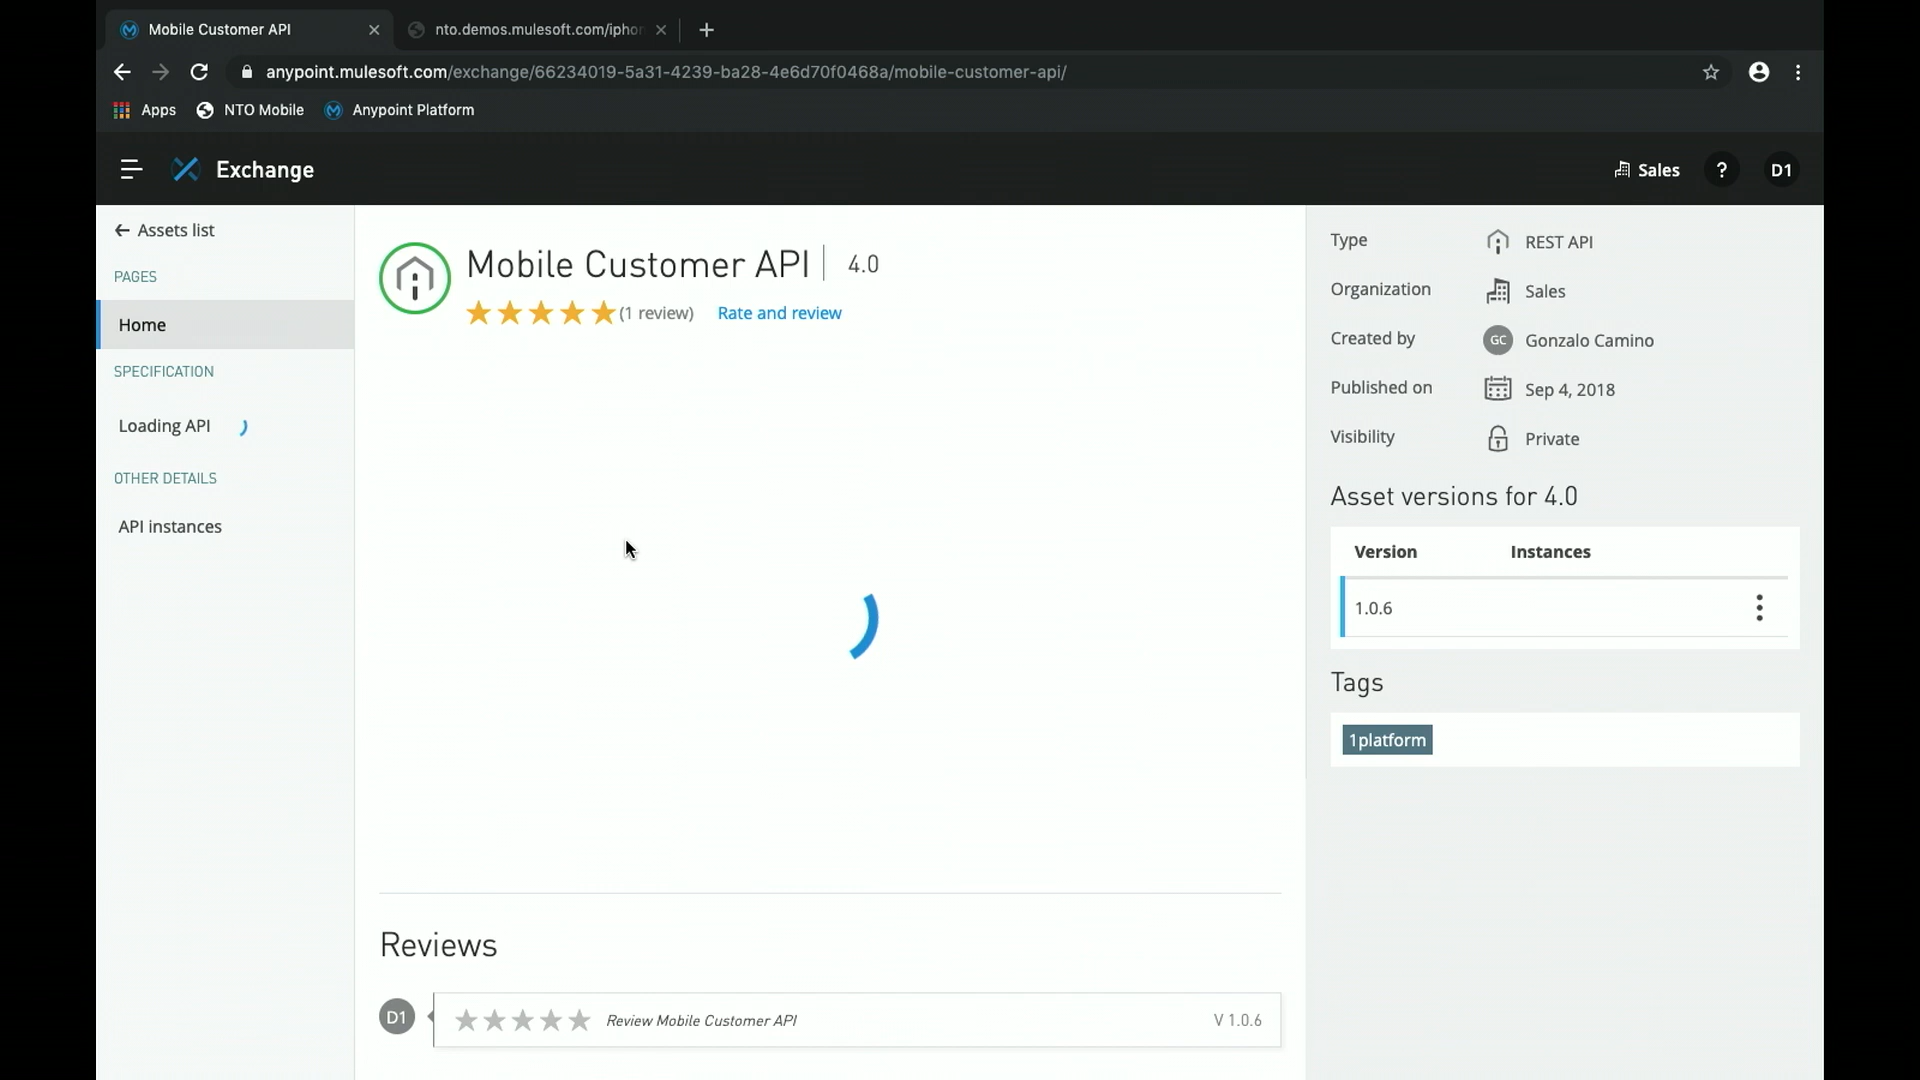 Mobile Customer API
nto.demos.mulesoft.com/iphon
anypoint.mulesoft.com/exchange/66234019-5a31-4239-ba28-4e6d70f0468a/mobile-customer-api/
Apps NTO Mobile Anypoint Platform
Exchange
Sales ? D1
Assets list
PAGES
Home
SPECIFICATION
Loading API
OTHER DETAILS
API instances
Mobile Customer API 4.0
(1 review) Rate and review
Reviews
D1 Review Mobile Customer API V 1.0.6
Type REST API
Organization Sales
Created by GC Gonzalo Camino
Published on Sep 4, 2018
Visibility Private
Asset versions for 4.0
Version Instances
1.0.6
Tags
1platform